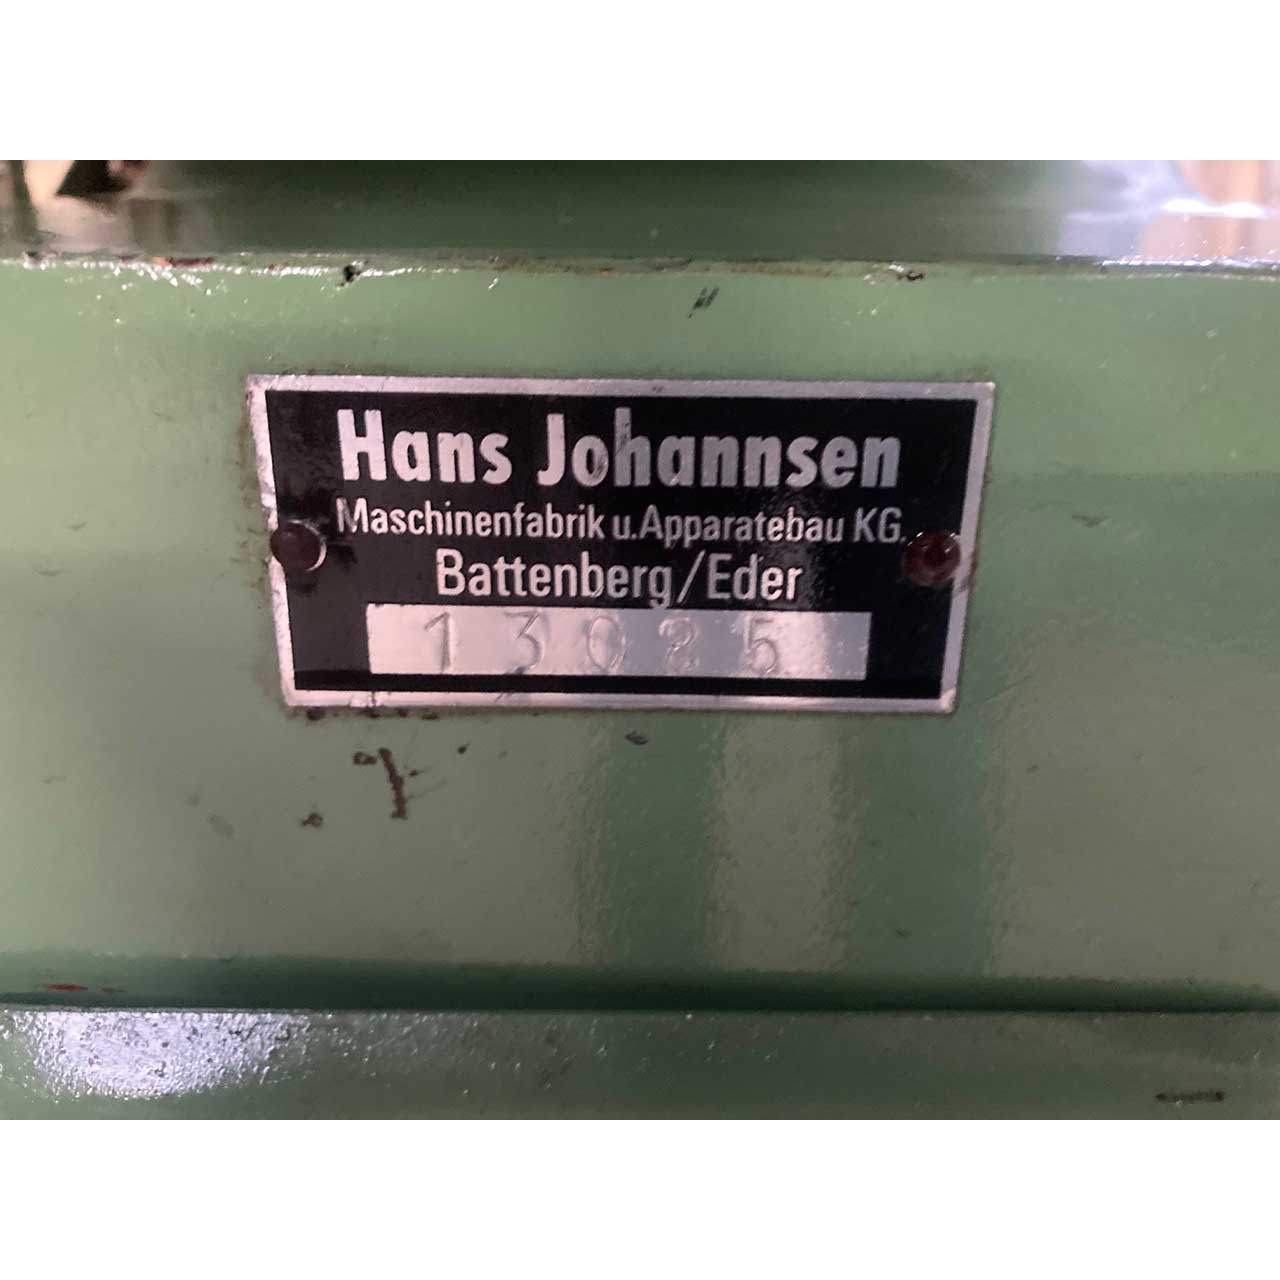 Hans Johannsen
Maschinenfabrik u. Apparatebau KG.
Battenberg/Eder
13025